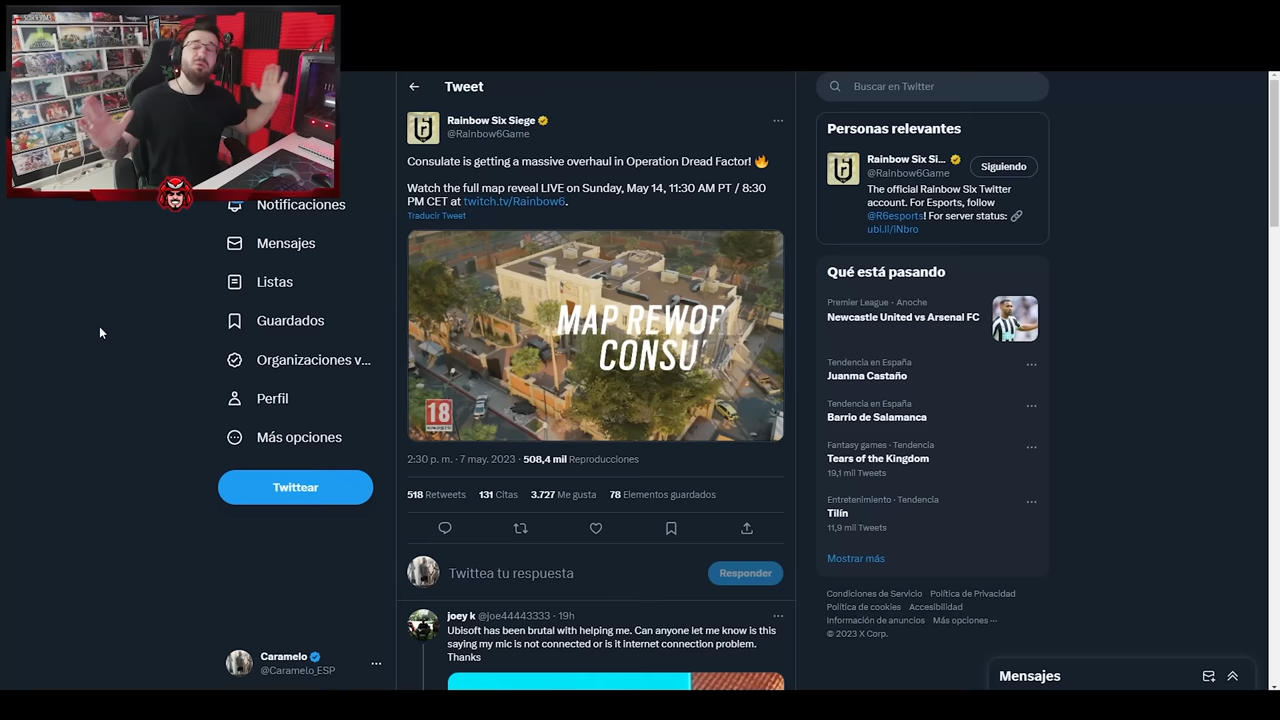 Notificaciones
Mensajes
Listas
Guardados
Organizaciones v...
Perfil
Más opciones
Twittear
Caramelo
@Caramelo_ESP
Tweet
Rainbow Six Siege
@Rainbow6Game
Consulate is getting a massive overhaul in Operation Dread Factor! 🔥
Watch the full map reveal LIVE on Sunday, May 14, 11:30 AM PT / 8:30
PM CET at twitch.tv/Rainbow6.
Traducir Tweet
MAP REWOR
CONSU
18
2:30 p. m. · 7 may. 2023 · 508,4 mil Reproducciones
518 Retweets 131 Citas 3.727 Me gusta 78 Elementos guardados
Twittea tu respuesta
Responder
joey k @joe44443333 · 19h
Ubisoft has been brutal with helping me. Can anyone let me know is this
saying my mic is not connected or is it internet connection problem.
Thanks
Buscar en Twitter
Personas relevantes
Rainbow Six Si...
@Rainbow6Game
Siguiendo
The official Rainbow Six Twitter
account. For Esports, follow
@R6esports! For server status: 🔗
ubi.li/iNbro
Qué está pasando
Premier League · Anoche
Newcastle United vs Arsenal FC
Tendencia en España
Juanma Castaño
Tendencia en España
Barrio de Salamanca
Fantasy games · Tendencia
Tears of the Kingdom
19,1 mil Tweets
Entretenimiento · Tendencia
Tilín
11,9 mil Tweets
Mostrar más
Condiciones de Servicio Política de Privacidad
Política de cookies Accesibilidad
Información de anuncios Más opciones ···
© 2023 X Corp.
Mensajes